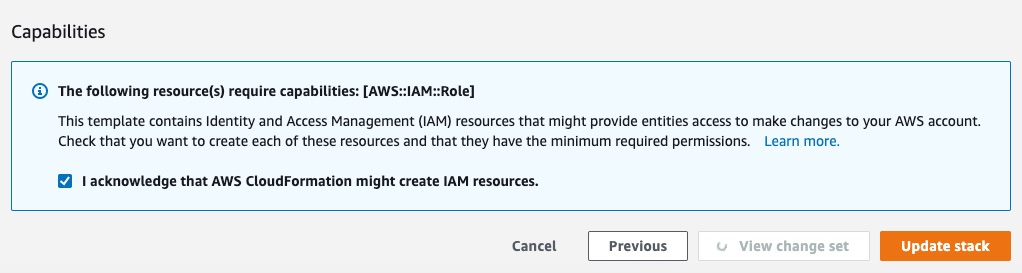 Capabilities
The following resource(s) require capabilities: [AWS::IAM::Role]
This template contains Identity and Access Management (IAM) resources that might provide entities access to make changes to your AWS account.
Check that you want to create each of these resources and that they have the minimum required permissions. Learn more.
I acknowledge that AWS CloudFormation might create IAM resources.
Cancel Previous View change set Update stack